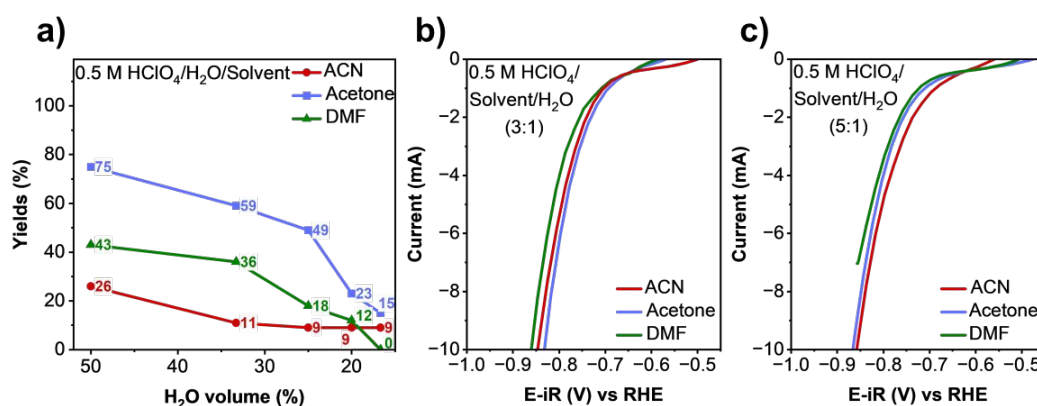 a)
0.5 M HClO4/H2O/Solvent
ACN
Acetone
DMF
100
80
60
40
20
0
75
59
49
23
15
43
36
18
12
0
26
11
9
9
9
50
40
30
20
Yields (%)
H2O volume (%)
b)
0.5 M HClO4/
Solvent/H2O
(3:1)
0
−2
−4
−6
−8
−10
Current (mA)
ACN
Acetone
DMF
−1.0
−0.9
−0.8
−0.7
−0.6
−0.5
E-iR (V) vs RHE
c)
0.5 M HClO4/
Solvent/H2O
(5:1)
0
−2
−4
−6
−8
−10
Current (mA)
ACN
Acetone
DMF
−1.0
−0.9
−0.8
−0.7
−0.6
−0.5
E-iR (V) vs RHE